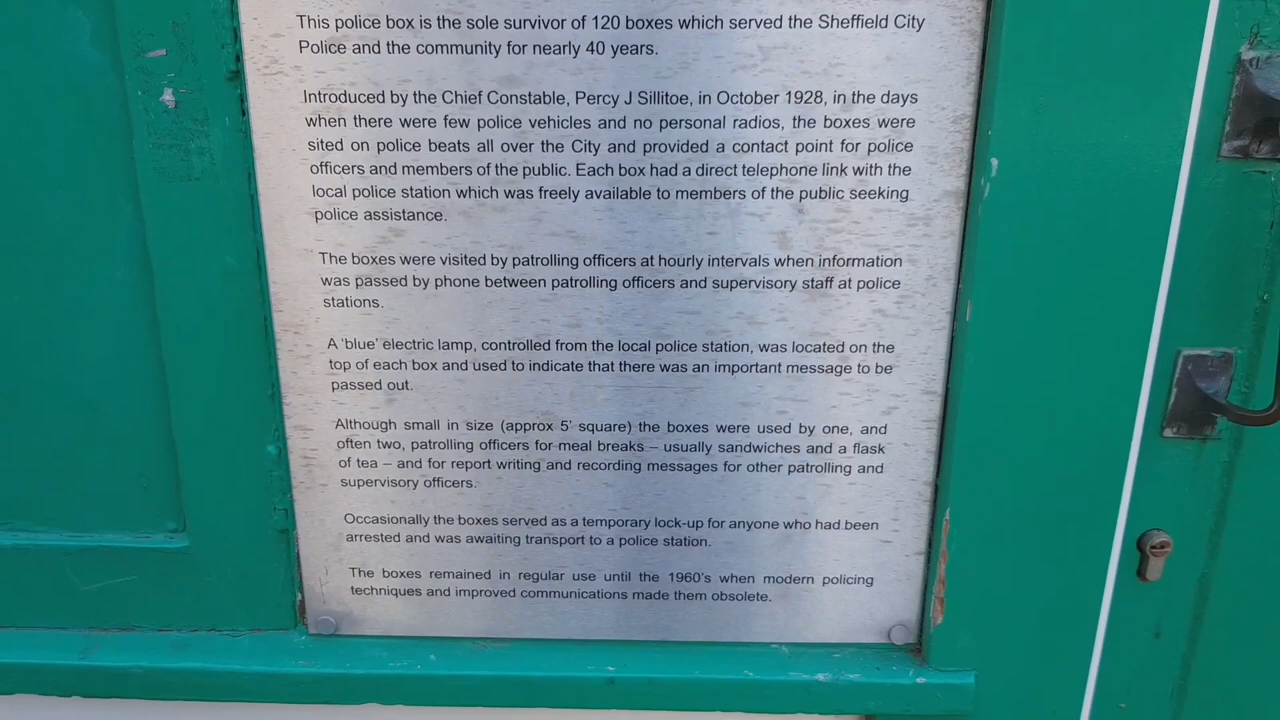 This police box is the sole survivor of 120 boxes which served the Sheffield City
Police and the community for nearly 40 years.
Introduced by the Chief Constable, Percy J Sillitoe, in October 1928, in the days
when there were few police vehicles and no personal radios, the boxes were
sited on police beats all over the City and provided a contact point for police
officers and members of the public. Each box had a direct telephone link with the
local police station which was freely available to members of the public seeking
police assistance.
The boxes were visited by patrolling officers at hourly intervals when information
was passed by phone between patrolling officers and supervisory staff at police
stations.
A ‘blue’ electric lamp, controlled from the local police station, was located on the
top of each box and used to indicate that there was an important message to be
passed out.
Although small in size (approx 5’ square) the boxes were used by one, and
often two, patrolling officers for meal breaks – usually sandwiches and a flask
of tea – and for report writing and recording messages for other patrolling and
supervisory officers.
Occasionally the boxes served as a temporary lock-up for anyone who had been
arrested and was awaiting transport to a police station.
The boxes remained in regular use until the 1960’s when modern policing
techniques and improved communications made them obsolete.